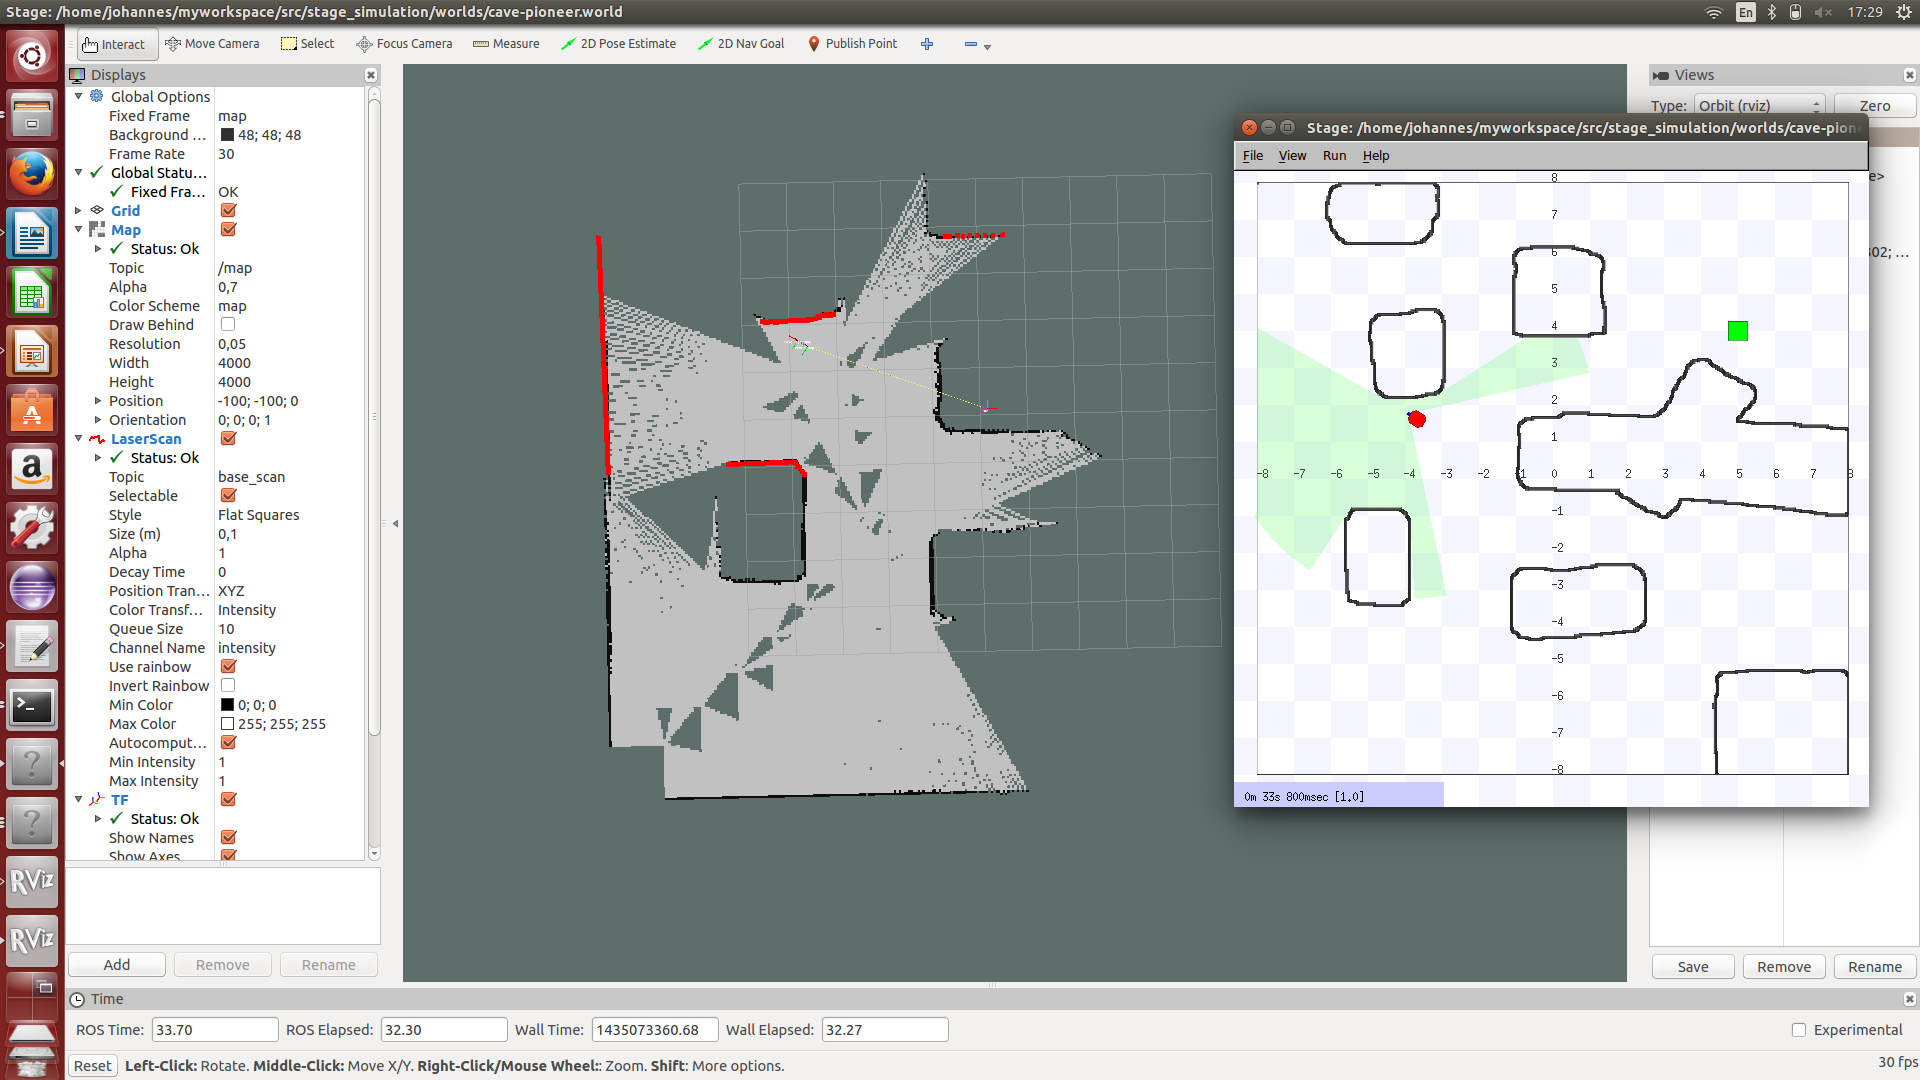 Stage: /home/johannes/myworkspace/src/stage_simulation/worlds/cave-pioneer.world
En
17:29
Interact
Move Camera
Select
Focus Camera
Measure
2D Pose Estimate
2D Nav Goal
Publish Point
Displays
Global Options
Fixed Frame map
Background ... 48; 48; 48
Frame Rate 30
Global Statu...
Fixed Fra... OK
Grid
Map
Status: Ok
Topic /map
Alpha 0,7
Color Scheme map
Draw Behind
Resolution 0,05
Width 4000
Height 4000
Position -100; -100; 0
Orientation 0; 0; 0; 1
LaserScan
Status: Ok
Topic base_scan
Selectable
Style Flat Squares
Size (m) 0,1
Alpha 1
Decay Time 0
Position Tran... XYZ
Color Transf... Intensity
Queue Size 10
Channel Name intensity
Use rainbow
Invert Rainbow
Min Color 0; 0; 0
Max Color 255; 255; 255
Autocomput...
Min Intensity 1
Max Intensity 1
TF
Status: Ok
Show Names
Show Axes
Add
Remove
Rename
RViz
RViz
Views
Type: Orbit (rviz)
Zero
e>
302; ...
Save
Remove
Rename
Stage: /home/johannes/myworkspace/src/stage_simulation/worlds/cave-pion
File View Run Help
8
7
6
5
4
3
2
1
-8 -7 -6 -5 -4 -3 -2 -1 0 1 2 3 4 5 6 7 8
-1
-2
-3
-4
-5
-6
-7
-8
0m 33s 800msec [1.0]
Time
ROS Time: 33.70 ROS Elapsed: 32.30 Wall Time: 1435073360.68 Wall Elapsed: 32.27
Experimental
Reset
Left-Click: Rotate. Middle-Click: Move X/Y. Right-Click/Mouse Wheel:: Zoom. Shift: More options.
30 fps